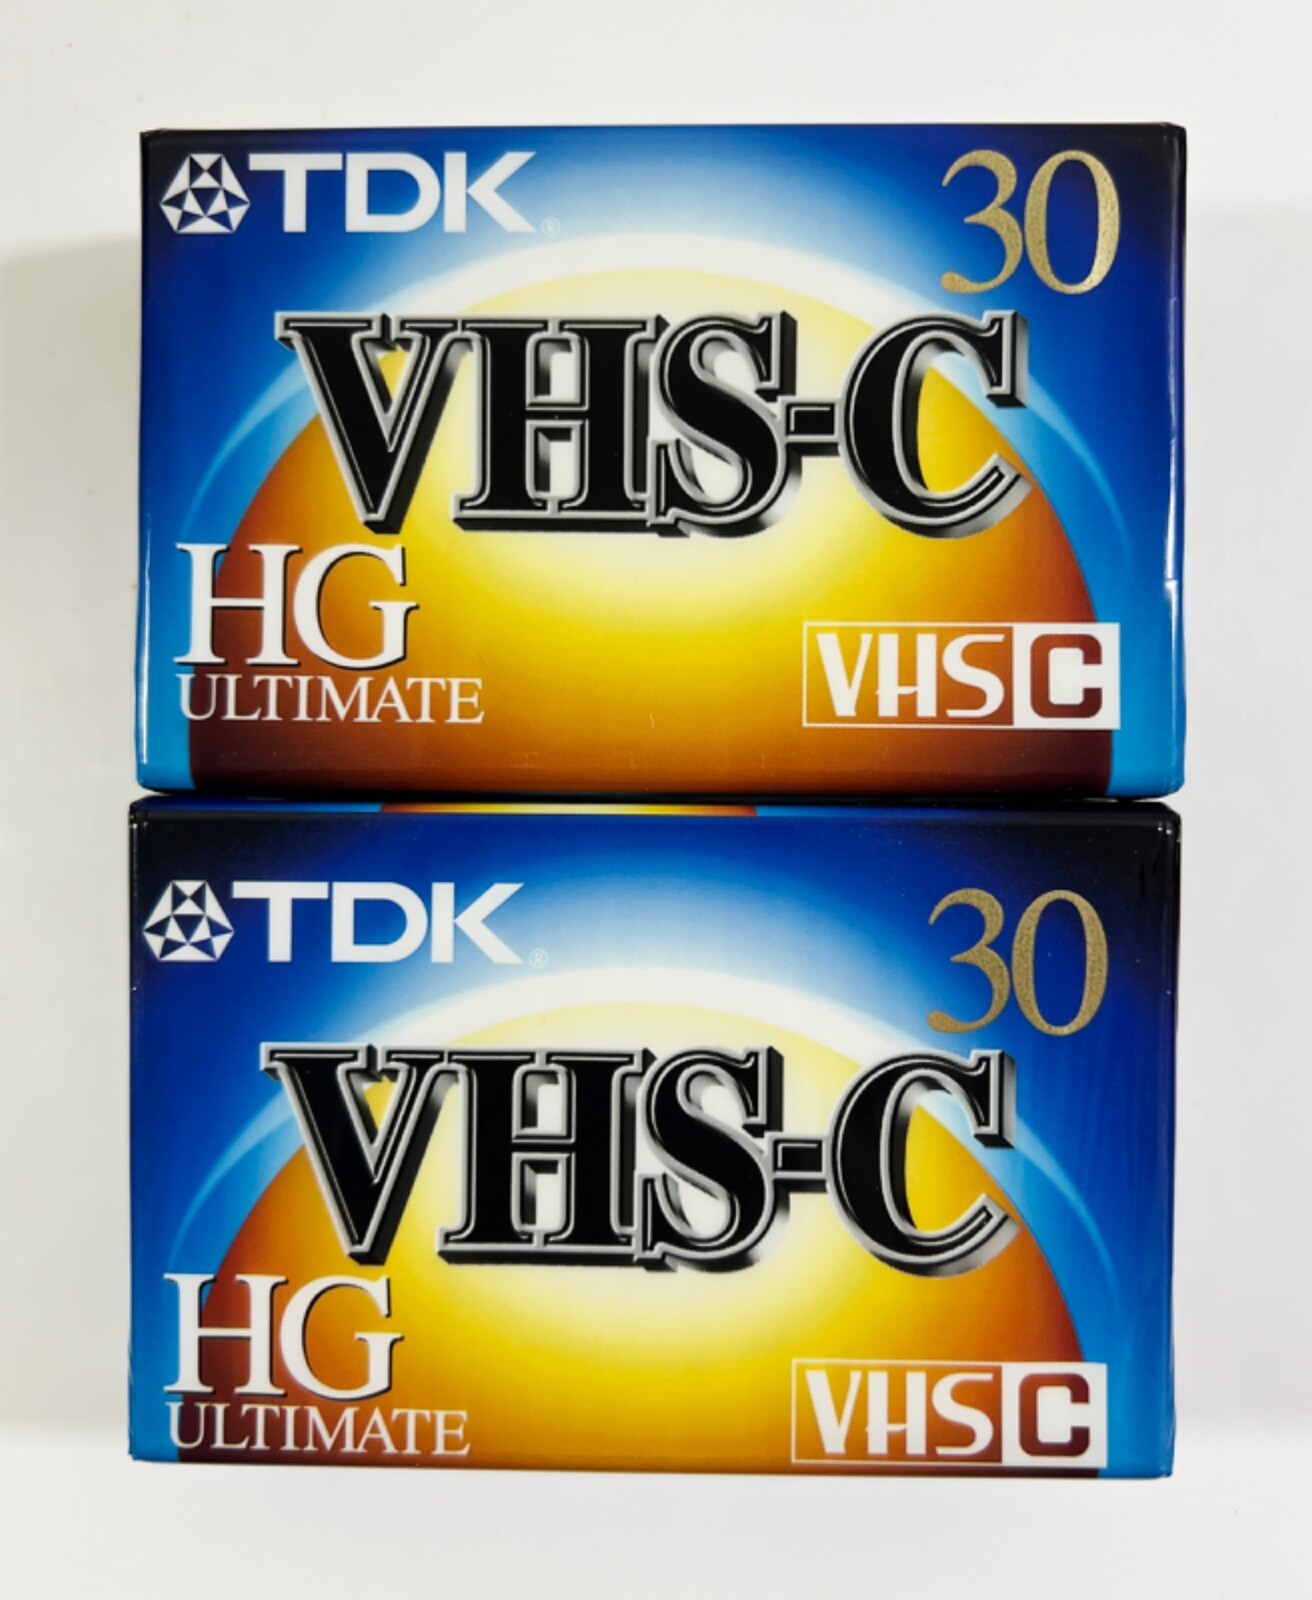 TDK® 30
VHS-C
HG
ULTIMATE
VHS C
TDK® 30
VHS-C
HG
ULTIMATE
VHS C